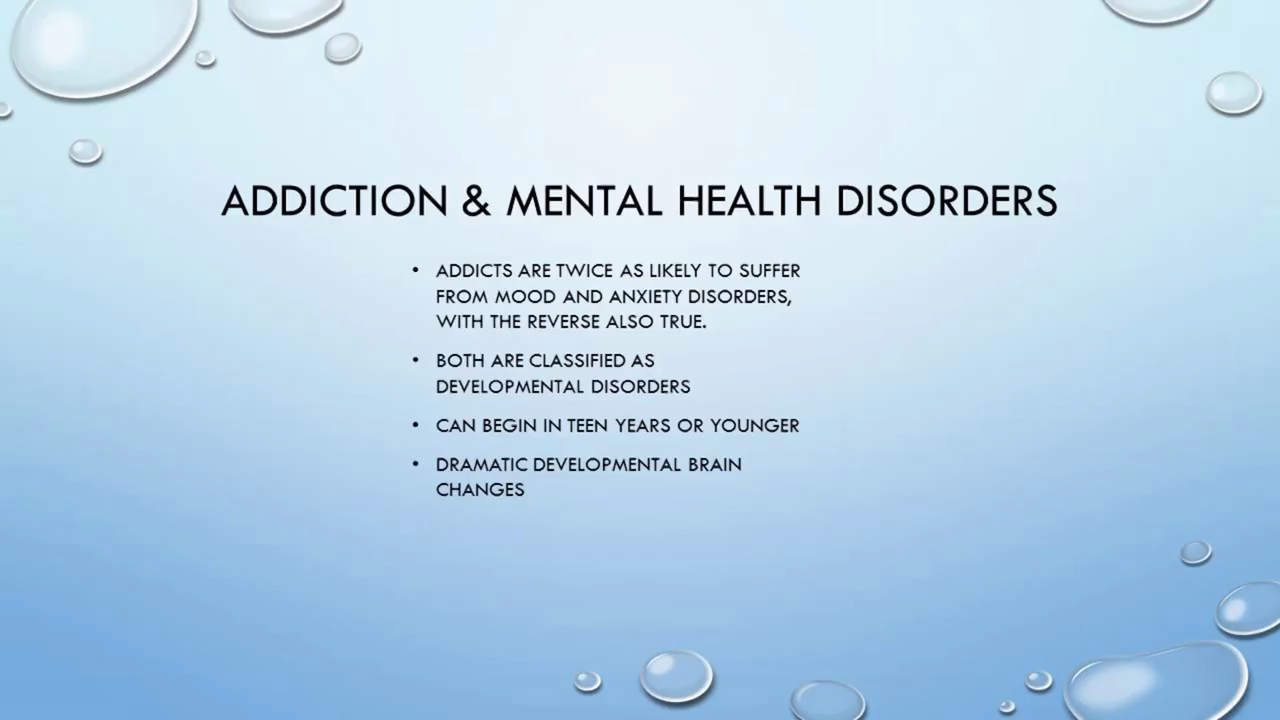 ADDICTION & MENTAL HEALTH DISORDERS
• ADDICTS ARE TWICE AS LIKELY TO SUFFER
FROM MOOD AND ANXIETY DISORDERS,
WITH THE REVERSE ALSO TRUE.
• BOTH ARE CLASSIFIED AS
DEVELOPMENTAL DISORDERS
• CAN BEGIN IN TEEN YEARS OR YOUNGER
• DRAMATIC DEVELOPMENTAL BRAIN
CHANGES